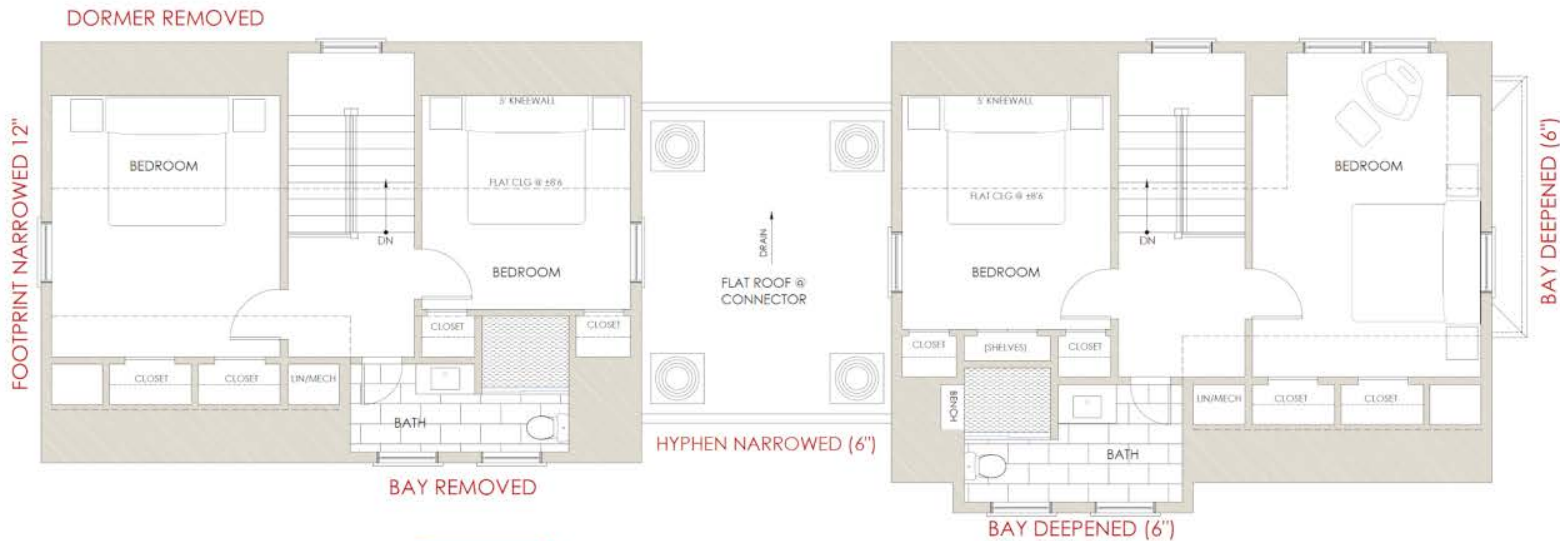 DORMER REMOVED
FOOTPRINT NARROWED 12"
BEDROOM
DN
5' KNEEWALL
FLAT CLG @ ±8'6
BEDROOM
CLOSET
CLOSET
CLOSET
CLOSET
LIN/MECH
BATH
BAY REMOVED
DRAIN
FLAT ROOF @
CONNECTOR
HYPHEN NARROWED (6")
5' KNEEWALL
FLAT CLG @ ±8'6
BEDROOM
DN
BEDROOM
BAY DEEPENED (6")
CLOSET
(SHELVES)
CLOSET
BENCH
BATH
LIN/MECH
CLOSET
CLOSET
BAY DEEPENED (6")